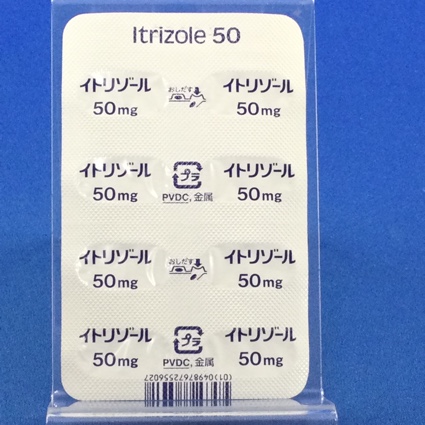 Itrizole 50
イトリゾール おしだす イトリゾール
50mg 50mg
イトリゾール プラ イトリゾール
50mg PVDC, 金属 50mg
イトリゾール おしだす イトリゾール
50mg 50mg
イトリゾール プラ イトリゾール
50mg PVDC, 金属 50mg
(01)04987672556027